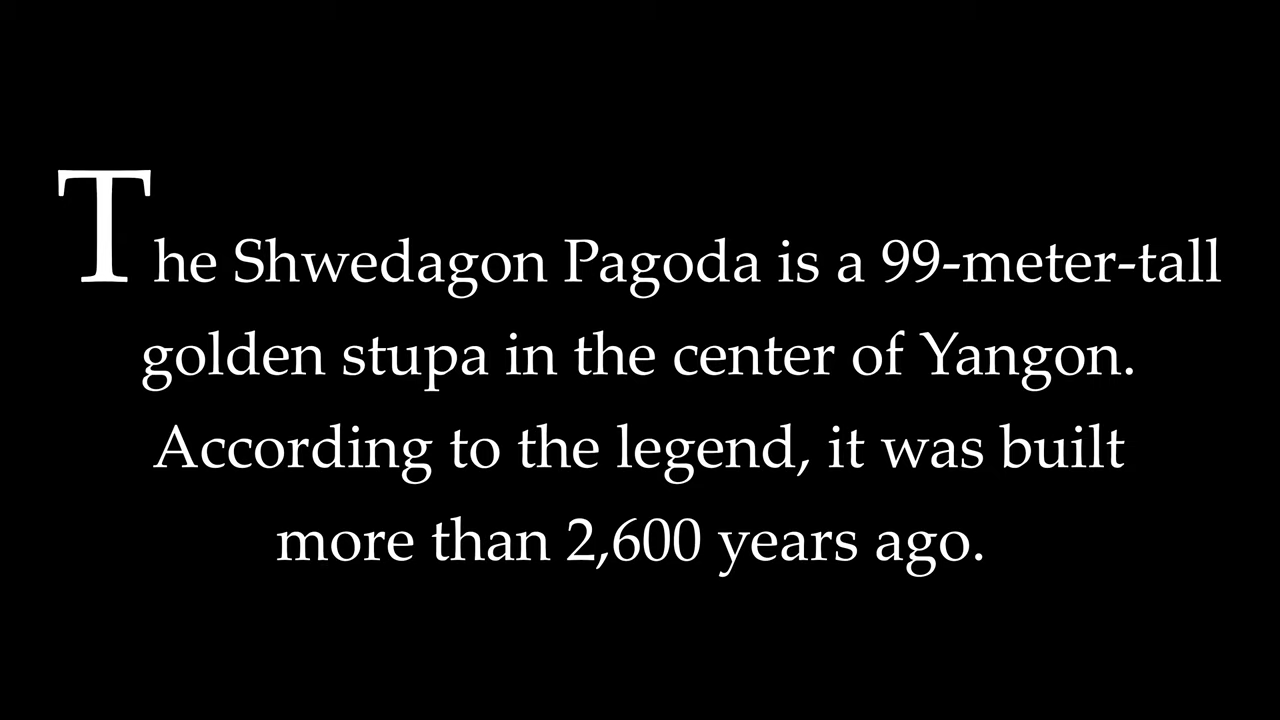 The Shwedagon Pagoda is a 99-meter-tall
golden stupa in the center of Yangon.
According to the legend, it was built
more than 2,600 years ago.